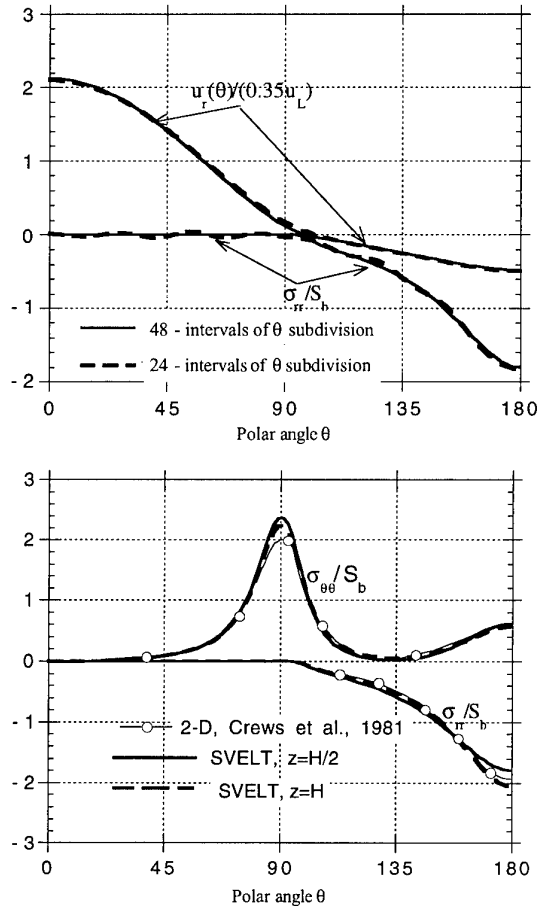 3
2
u_r(θ)/(0.35u_L)
1
0
σ_rr/S_b
- 1
48 - intervals of θ subdivision
24 - intervals of θ subdivision
- 2
0 45 90 135 180
Polar angle θ
3
2
σ_θθ/S_b
1
0
σ_rr/S_b
- 1
2-D, Crews et al., 1981
SVELT, z=H/2
- 2
SVELT, z=H
- 3
0 45 90 135 180
Polar angle θ